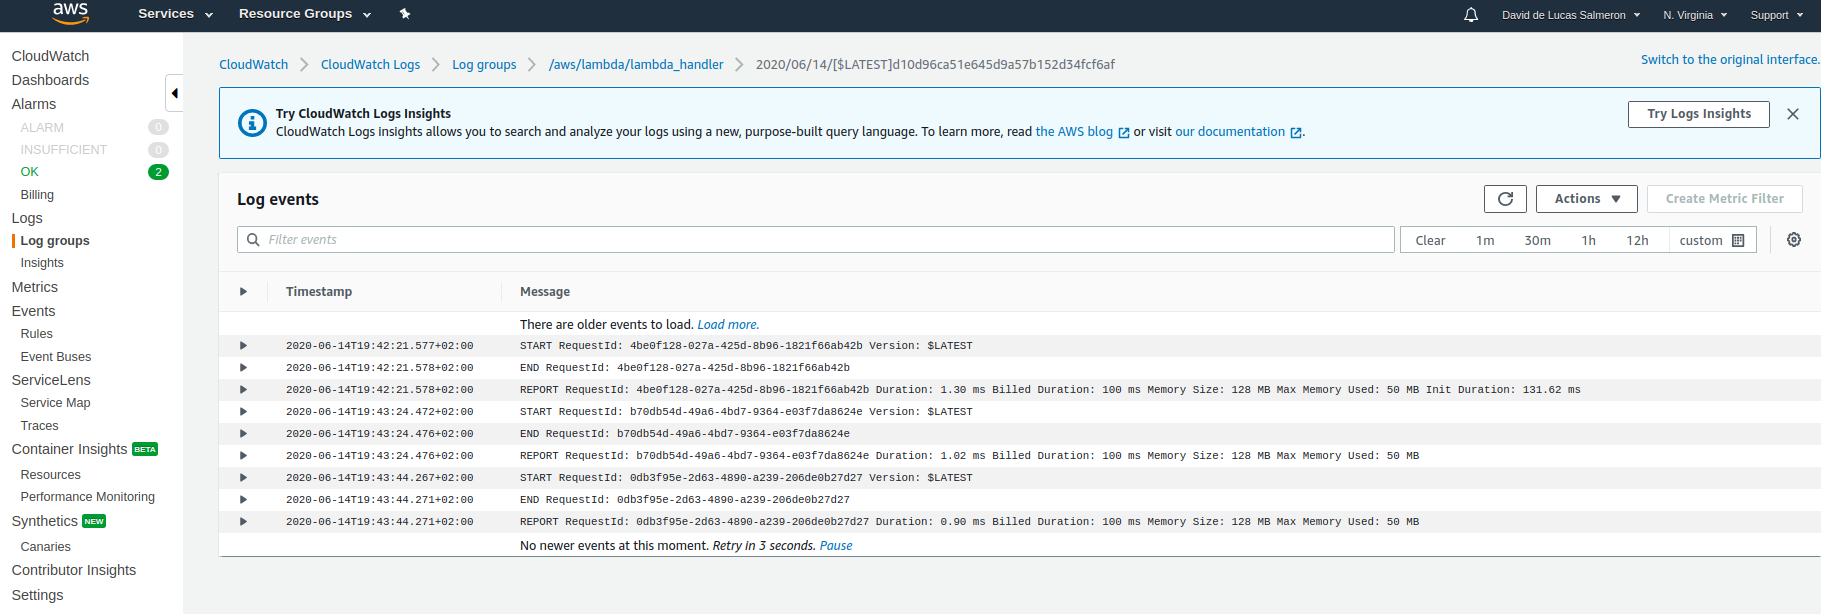 aws
Services
Resource Groups
David de Lucas Salmeron
N. Virginia
Support
CloudWatch
Dashboards
Alarms
ALARM 0
INSUFFICIENT 0
OK 2
Billing
Logs
Log groups
Insights
Metrics
Events
Rules
Event Buses
ServiceLens
Service Map
Traces
Container Insights BETA
Resources
Performance Monitoring
Synthetics NEW
Canaries
Contributor Insights
Settings
CloudWatch
CloudWatch Logs
Log groups
/aws/lambda/lambda_handler
2020/06/14/[$LATEST]d10d96ca51e645d9a57b152d34fcf6af
Switch to the original interface.
Try CloudWatch Logs Insights
CloudWatch Logs Insights allows you to search and analyze your logs using a new, purpose-built query language. To learn more, read the AWS blog or visit our documentation.
Try Logs Insights
Log events
Actions
Create Metric Filter
Filter events
Clear 1m 30m 1h 12h custom
Timestamp Message
There are older events to load. Load more.
2020-06-14T19:42:21.577+02:00 START RequestId: 4be0f128-027a-425d-8b96-1821f66ab42b Version: $LATEST
2020-06-14T19:42:21.578+02:00 END RequestId: 4be0f128-027a-425d-8b96-1821f66ab42b
2020-06-14T19:42:21.578+02:00 REPORT RequestId: 4be0f128-027a-425d-8b96-1821f66ab42b Duration: 1.30 ms Billed Duration: 100 ms Memory Size: 128 MB Max Memory Used: 50 MB Init Duration: 131.62 ms
2020-06-14T19:43:24.472+02:00 START RequestId: b70db54d-49a6-4bd7-9364-e03f7da8624e Version: $LATEST
2020-06-14T19:43:24.476+02:00 END RequestId: b70db54d-49a6-4bd7-9364-e03f7da8624e
2020-06-14T19:43:24.476+02:00 REPORT RequestId: b70db54d-49a6-4bd7-9364-e03f7da8624e Duration: 1.02 ms Billed Duration: 100 ms Memory Size: 128 MB Max Memory Used: 50 MB
2020-06-14T19:43:44.267+02:00 START RequestId: 0db3f95e-2d63-4890-a239-206de0b27d27 Version: $LATEST
2020-06-14T19:43:44.271+02:00 END RequestId: 0db3f95e-2d63-4890-a239-206de0b27d27
2020-06-14T19:43:44.271+02:00 REPORT RequestId: 0db3f95e-2d63-4890-a239-206de0b27d27 Duration: 0.90 ms Billed Duration: 100 ms Memory Size: 128 MB Max Memory Used: 50 MB
No newer events at this moment. Retry in 3 seconds. Pause